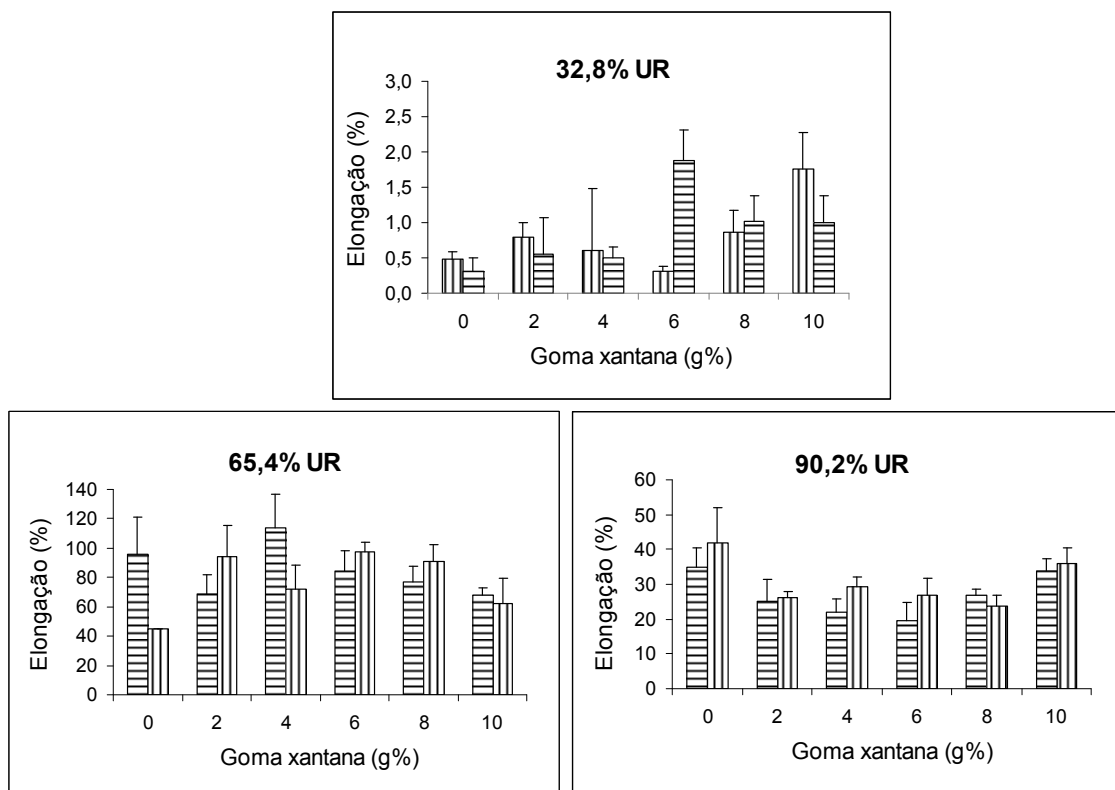 32,8% UR
Elongação (%)
3,0
2,5
2,0
1,5
1,0
0,5
0,0
0 2 4 6 8 10
Goma xantana (g%)
65,4% UR
Elongação (%)
140
120
100
80
60
40
20
0
0 2 4 6 8 10
Goma xantana (g%)
90,2% UR
Elongação (%)
60
50
40
30
20
10
0
0 2 4 6 8 10
Goma xantana (g%)